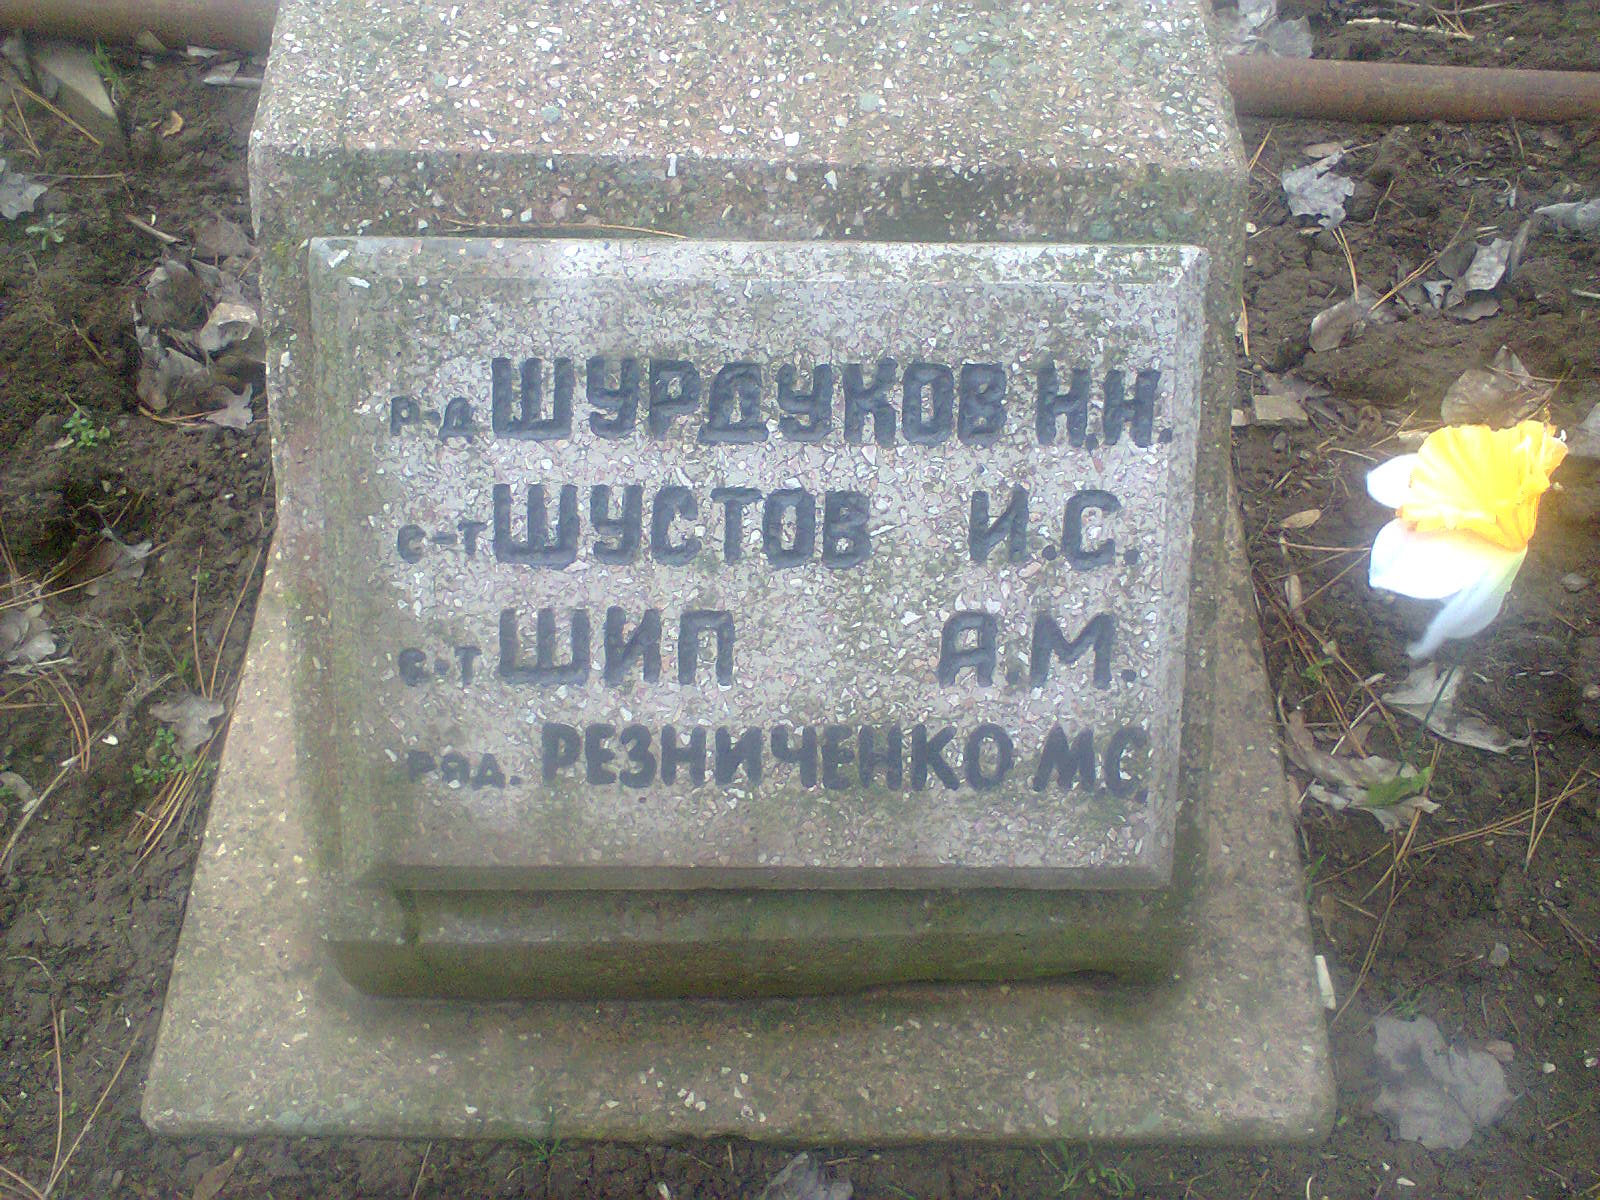 р-д ШУРДУКОВ Н.Н.
с-т ШУСТОВ И.С.
с-т ШИП А.М.
ряд. РЕЗНИЧЕНКО М.С.